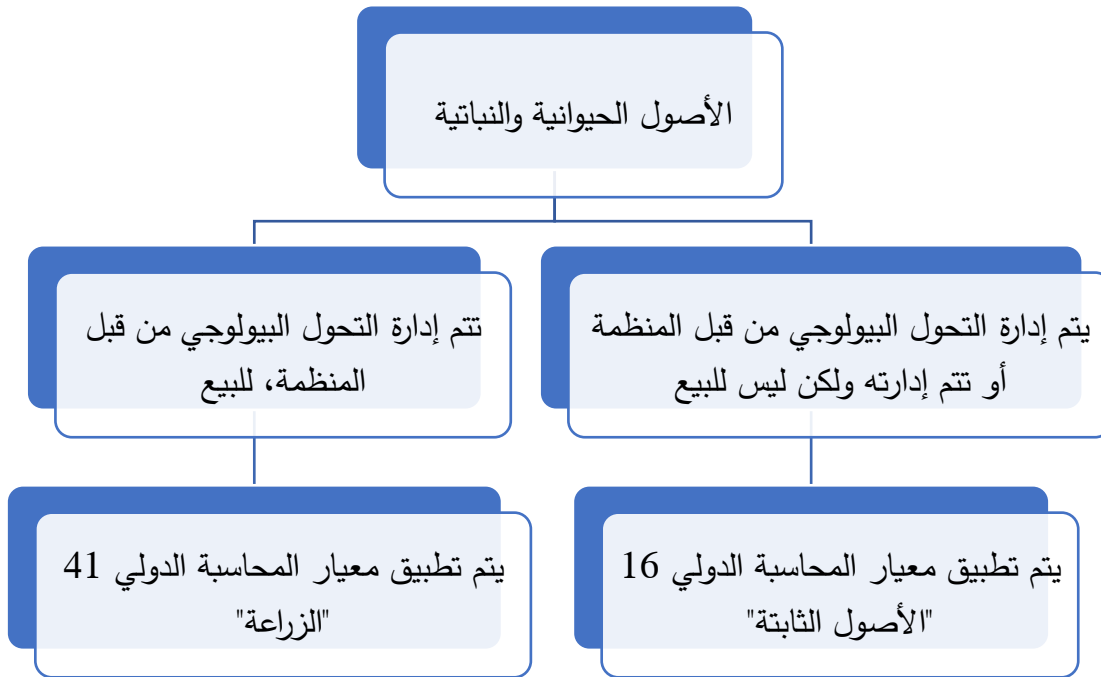 الأصول الحيوانية والنباتية
يتم إدارة التحول البيولوجي من قبل المنظمة
أو تتم إدارته ولكن ليس للبيع
تتم إدارة التحول البيولوجي من قبل
المنظمة، للبيع
يتم تطبيق معيار المحاسبة الدولي 16
"الأصول الثابتة"
يتم تطبيق معيار المحاسبة الدولي 41
"الزراعة"